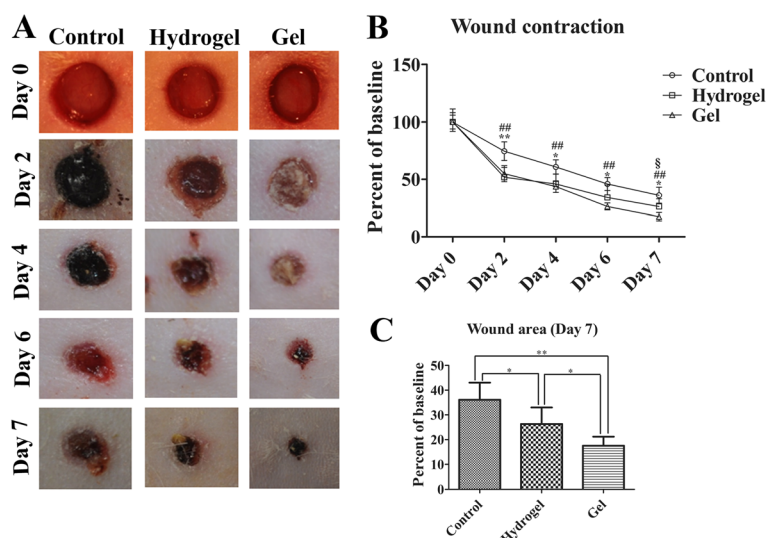 A
Control Hydrogel Gel
Day 0
Day 2
Day 4
Day 6
Day 7
B
Wound contraction
Percent of baseline
150
100
50
0
## ** ## * ## * § ## *
Day 0 Day 2 Day 4 Day 6 Day 7
Control
Hydrogel
Gel
C
Wound area (Day 7)
Percent of baseline
50
40
30
20
10
0
**
* *
Control Hydrogel Gel